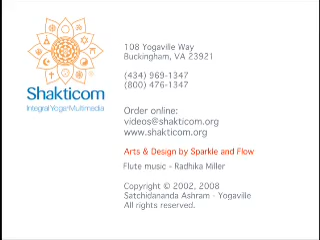 Shakticom
Integral Yoga Multimedia
108 Yogaville Way
Buckingham, VA 23921
(434) 969-1347
(800) 476-1347
Order online:
videos@shakticom.org
www.shakticom.org
Arts & Design by Sparkle and Flow
Flute music - Radhika Miller
Copyright © 2002, 2008
Satchidananda Ashram - Yogaville
All rights reserved.